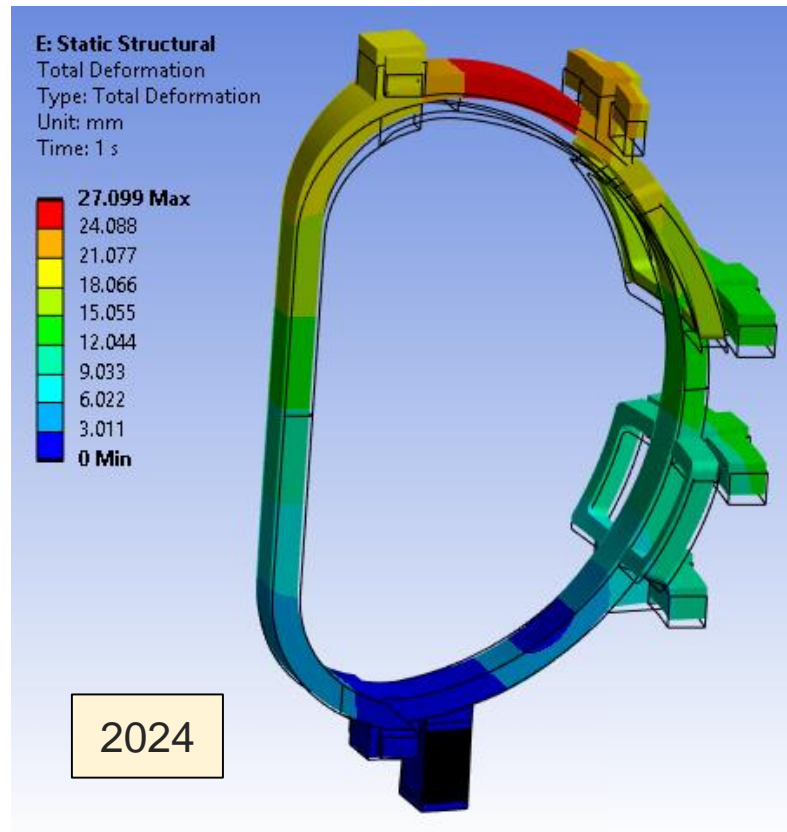 E: Static Structural
Total Deformation
Type: Total Deformation
Unit: mm
Time: 1 s
27.099 Max
24.088
21.077
18.066
15.055
12.044
9.033
6.022
3.011
0 Min
2024